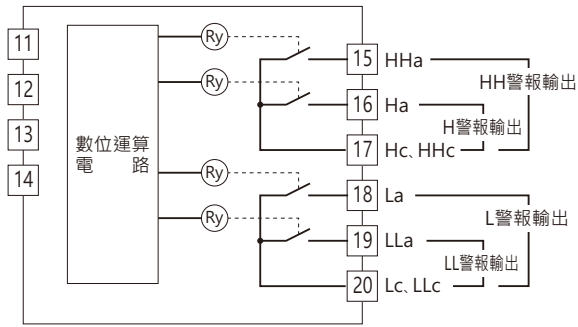 11
12
13
14
數位運算
電 路
Ry
Ry
Ry
Ry
15 HHa
16 Ha
17 Hc、HHc
HH警報輸出
H警報輸出
18 La
19 LLa
20 Lc、LLc
L警報輸出
LL警報輸出